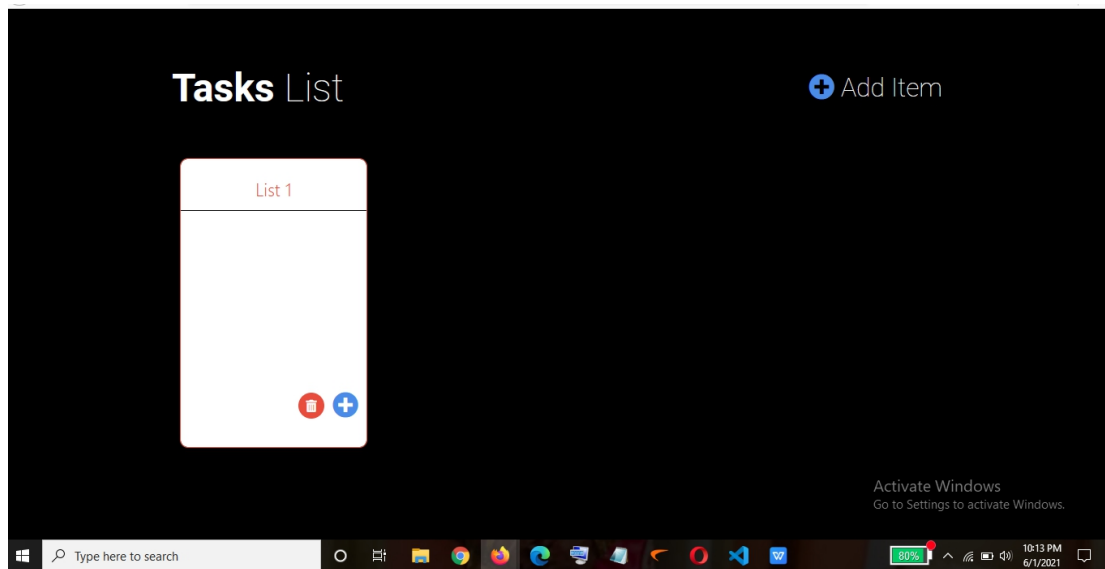 Tasks List
Add Item
List 1
Activate Windows
Go to Settings to activate Windows.
Type here to search
80%
10:13 PM
6/1/2021